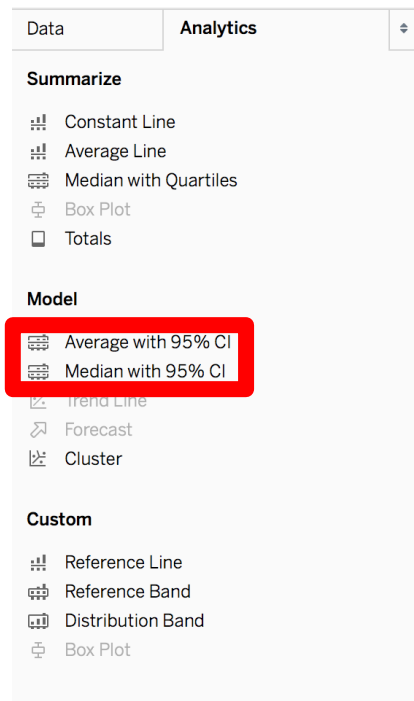 Data
Analytics
Summarize
Constant Line
Average Line
Median with Quartiles
Box Plot
Totals
Model
Average with 95% CI
Median with 95% CI
Trend Line
Forecast
Cluster
Custom
Reference Line
Reference Band
Distribution Band
Box Plot